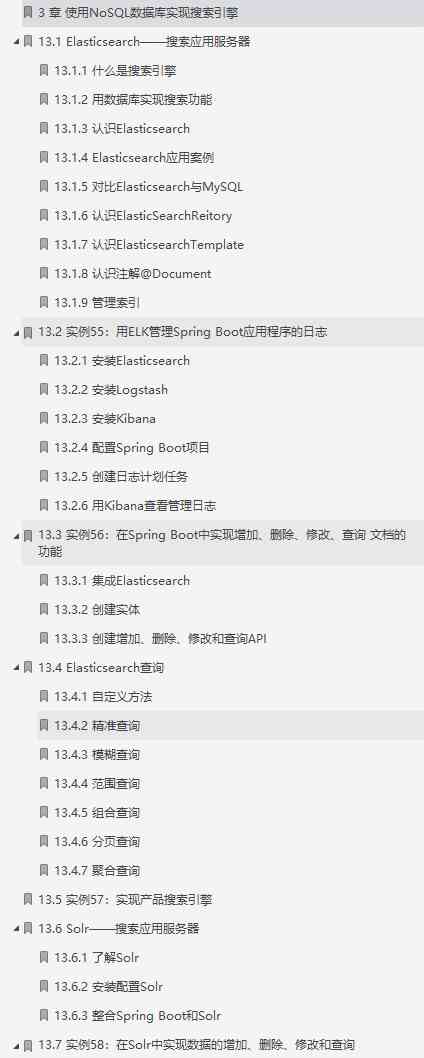 3 章 使用NoSQL数据库实现搜索引擎
13.1 Elasticsearch——搜索应用服务器
13.1.1 什么是搜索引擎
13.1.2 用数据库实现搜索功能
13.1.3 认识Elasticsearch
13.1.4 Elasticsearch应用案例
13.1.5 对比Elasticsearch与MySQL
13.1.6 认识ElasticSearchReitory
13.1.7 认识ElasticsearchTemplate
13.1.8 认识注解@Document
13.1.9 管理索引
13.2 实例55：用ELK管理Spring Boot应用程序的日志
13.2.1 安装Elasticsearch
13.2.2 安装Logstash
13.2.3 安装Kibana
13.2.4 配置Spring Boot项目
13.2.5 创建日志计划任务
13.2.6 用Kibana查看管理日志
13.3 实例56：在Spring Boot中实现增加、删除、修改、查询 文档的
功能
13.3.1 集成Elasticsearch
13.3.2 创建实体
13.3.3 创建增加、删除、修改和查询API
13.4 Elasticsearch查询
13.4.1 自定义方法
13.4.2 精准查询
13.4.3 模糊查询
13.4.4 范围查询
13.4.5 组合查询
13.4.6 分页查询
13.4.7 聚合查询
13.5 实例57：实现产品搜索引擎
13.6 Solr——搜索应用服务器
13.6.1 了解Solr
13.6.2 安装配置Solr
13.6.3 整合Spring Boot和Solr
13.7 实例58：在Solr中实现数据的增加、删除、修改和查询